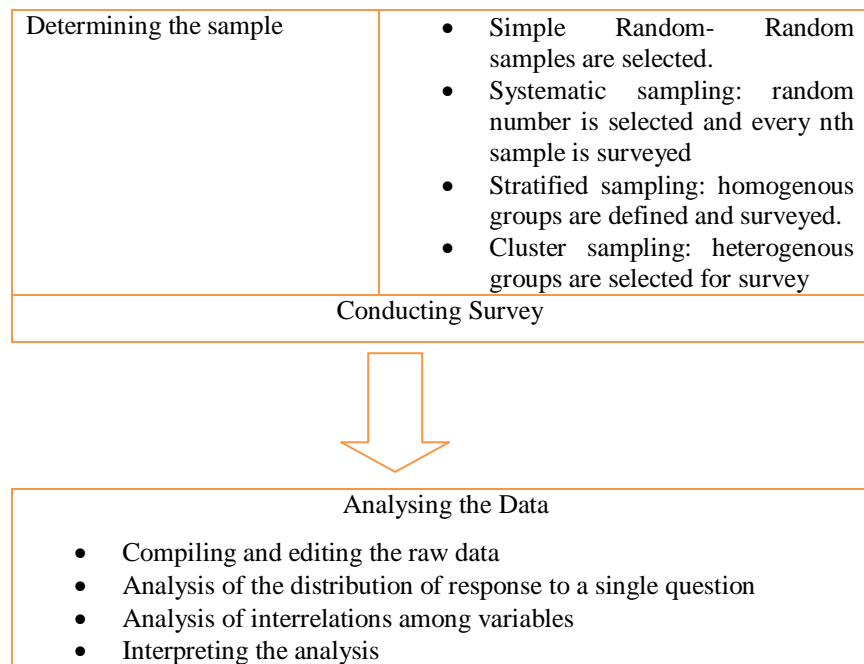 Determining the sample
• Simple Random- Random
samples are selected.
• Systematic sampling: random
number is selected and every nth
sample is surveyed
• Stratified sampling: homogenous
groups are defined and surveyed.
• Cluster sampling: heterogenous
groups are selected for survey
Conducting Survey
Analysing the Data
• Compiling and editing the raw data
• Analysis of the distribution of response to a single question
• Analysis of interrelations among variables
• Interpreting the analysis